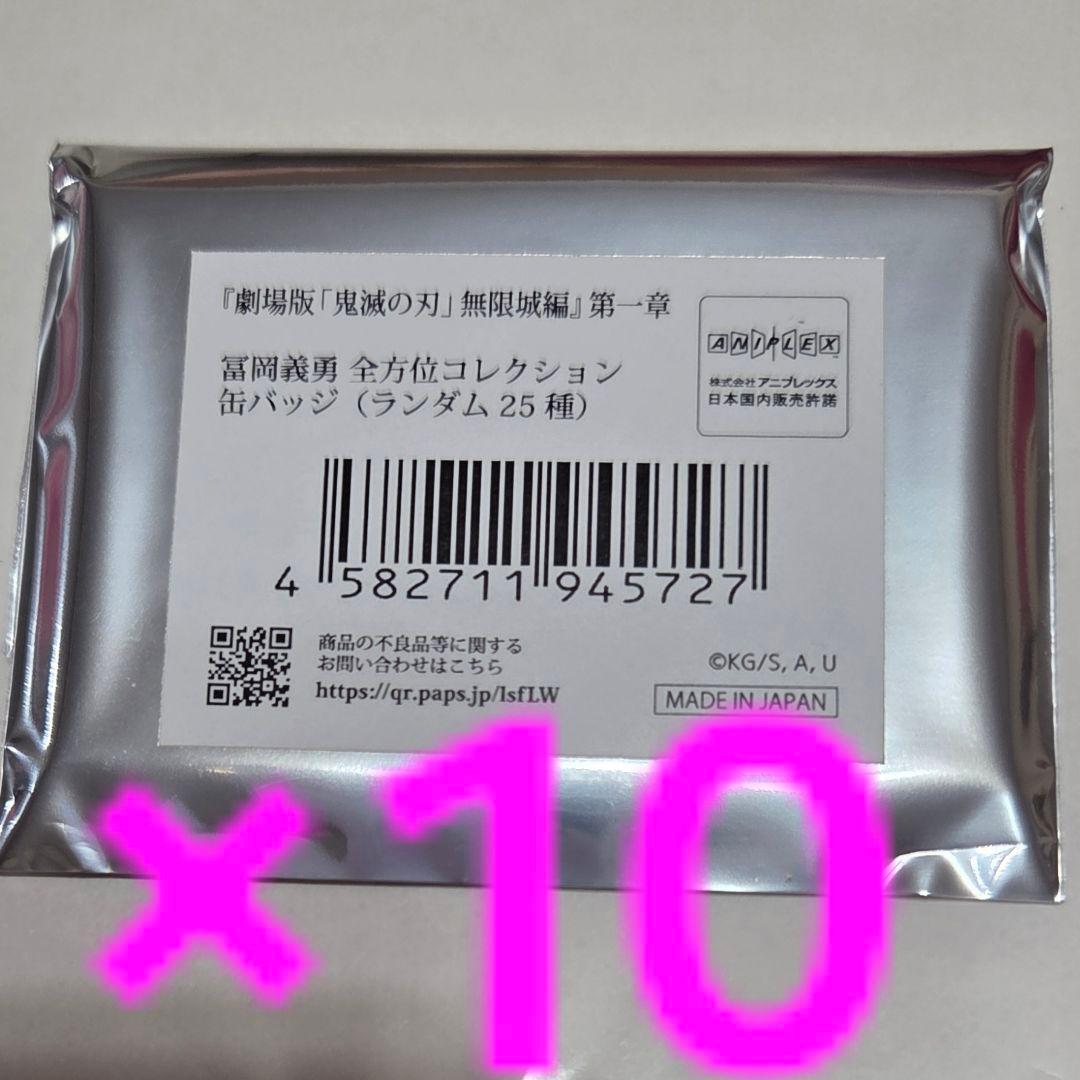 『劇場版「鬼滅の刃」無限城編』第一章
冨岡義勇 全方位コレクション
缶バッジ（ランダム 25 種）
ANIPLEX
株式会社 アニプレックス
日本国内販売許諾
4 582711 945727
商品の不良品等に関する
お問い合わせはこちら
https://qr.paps.jp/lsfLW
©KG/S, A, U
MADE IN JAPAN
×10